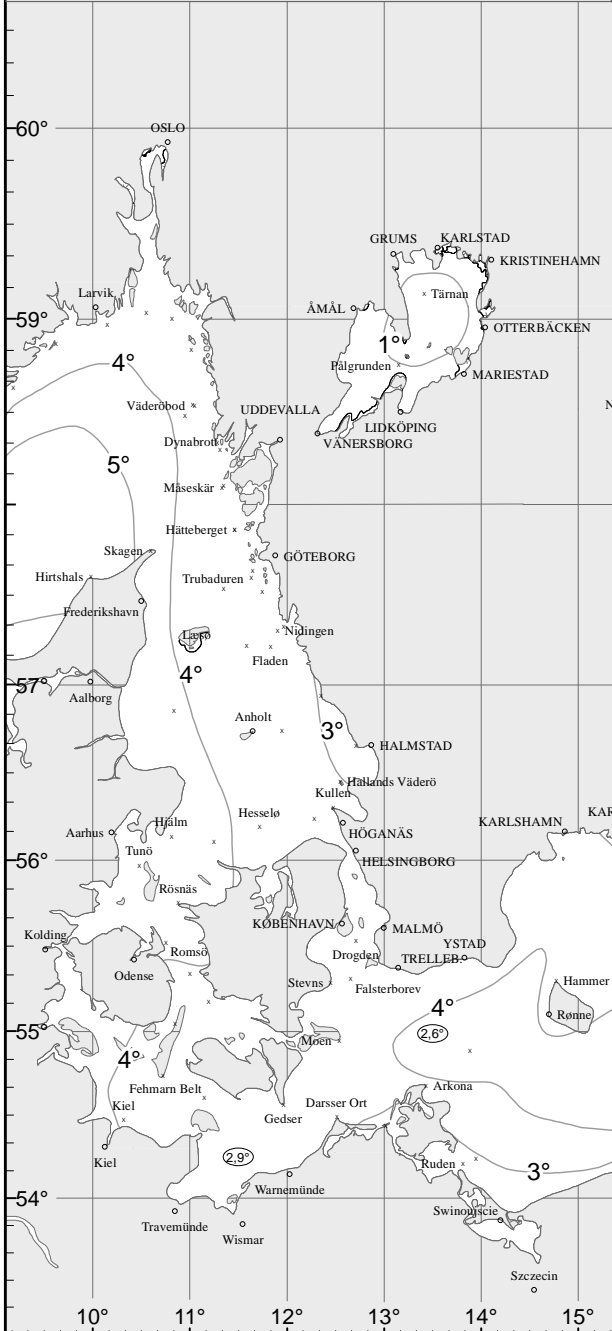 60°
OSLO
GRUMS
KARLSTAD
KRISTINEHAMN
Larvik
Tärnan
59°
ÅMÅL
OTTERBÄCKEN
1°
4°
Pålgrunden
MARIESTAD
Väderöbod
UDDEVALLA
N
LIDKÖPING
Dynabrott
VÄNERSBORG
5°
Måseskär
Hätteberget
Skagen
GÖTEBORG
Hirtshals
Trubaduren
Frederikshavn
Læsö
Nidingen
Fladen
4°
57°
Aalborg
Anholt
3°
HALMSTAD
Hallands Väderö
Kullen
Hjälm
Hesselø
KARLSHAMN
KAR
Aarhus
HÖGANÄS
Tunö
56°
HELSINGBORG
Rösnäs
KØBENHAVN
MALMÖ
Kolding
YSTAD
Romsö
Drogden
TRELLEB.
Odense
Stevns
Falsterborev
Hammer
4°
Rønne
55°
2,6°
Moen
4°
Fehmarn Belt
Arkona
Kiel
Darsser Ort
Gedser
Kiel
2,9°
Ruden
3°
Warnemünde
54°
Swinoujscie
Travemünde
Wismar
Szczecin
10° 11° 12° 13° 14° 15°